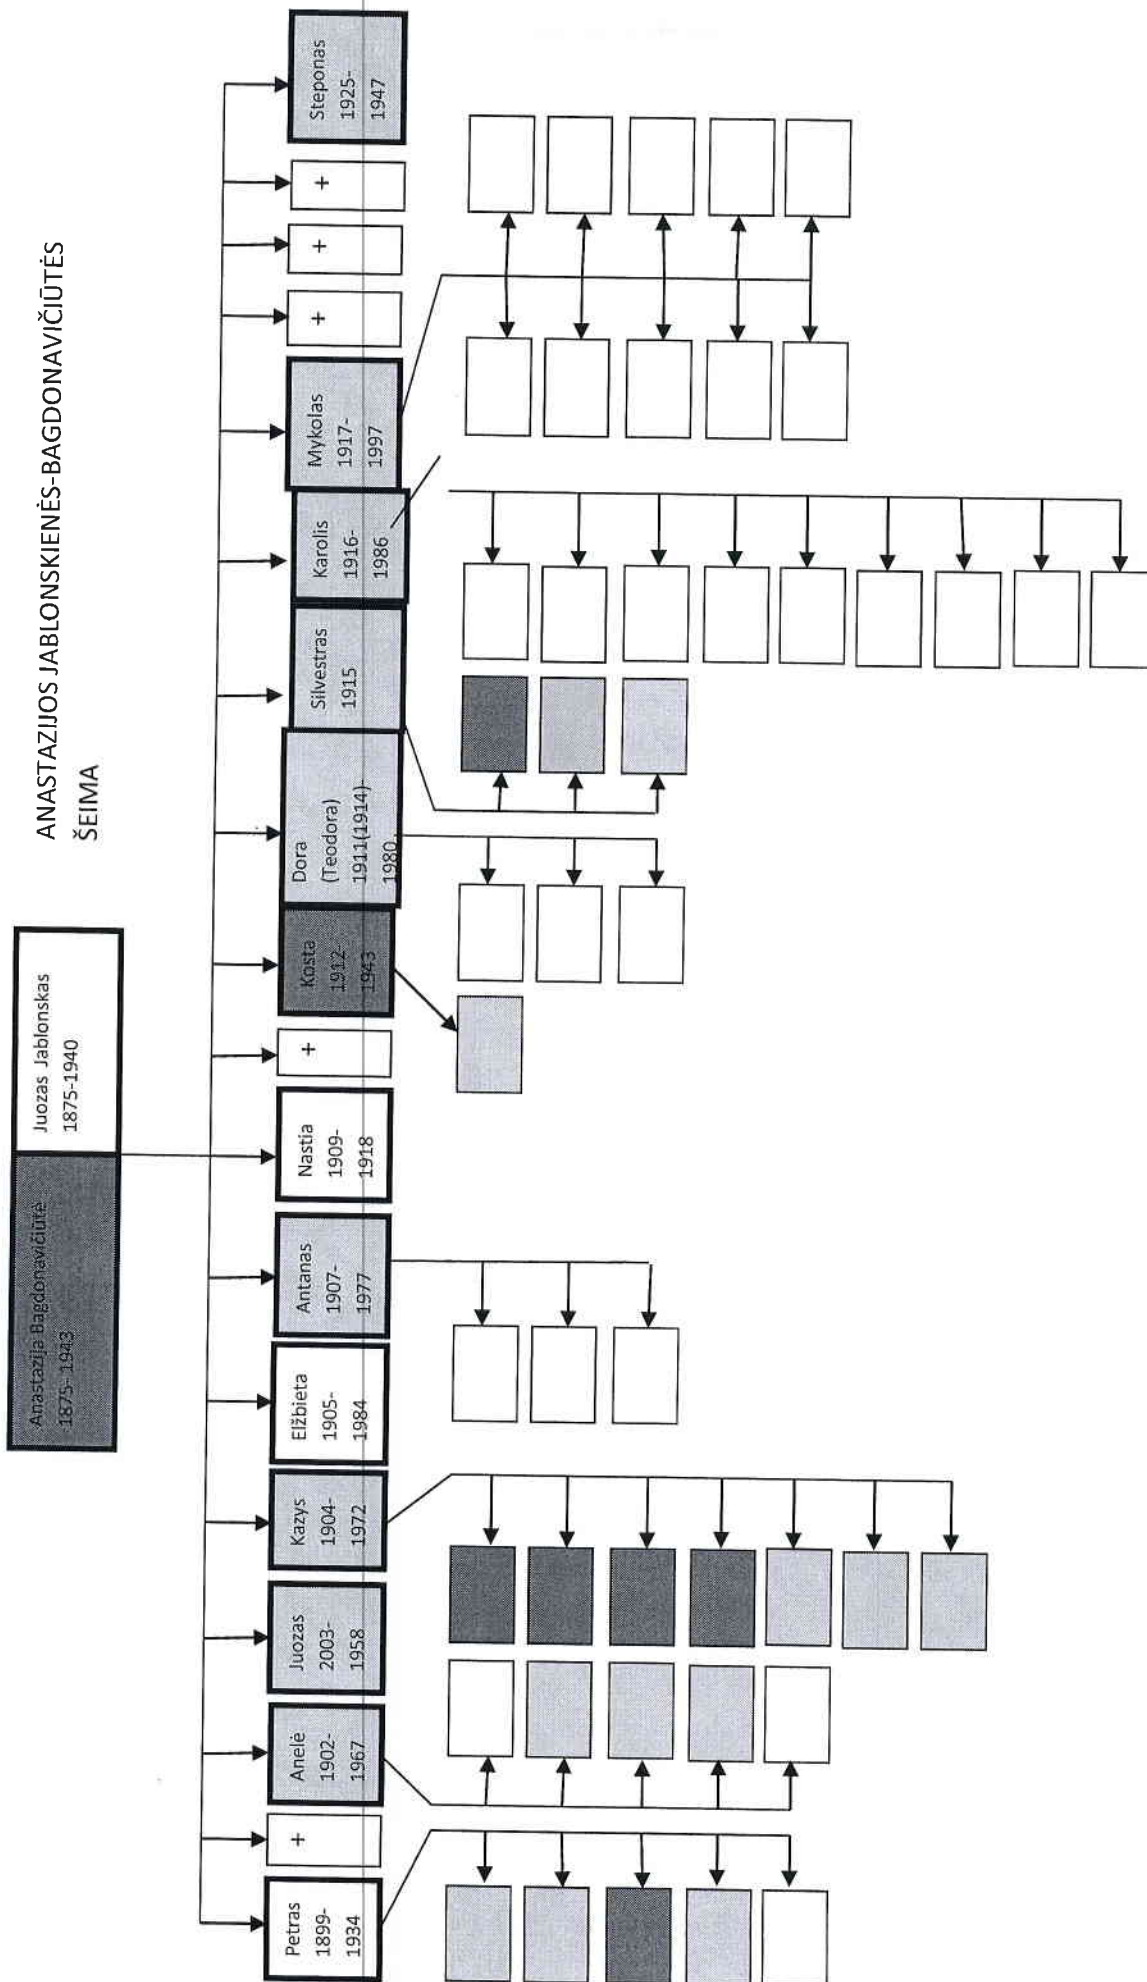 ANASTAZIJOS JABLONSKIENĖS-BAGDONAVIČIŪTĖS
ŠEIMA
Anastazija Bagdonavičiūtė
1875- 1943
Juozas Jablonskas
1875-1940
Petras
1899-
1934
+
Anelė
1902-
1967
Juozas
2003-
1958
Kazys
1904-
1972
Elžbieta
1905-
1984
Antanas
1907-
1977
Nastia
1909-
1918
+
Kosta
1912-
1943
Dora
(Teodora)
1911(1914)-
1980
Silvestras
1915
Karolis
1916-
1986
Mykolas
1917-
1997
+
+
+
Steponas
1925-
1947